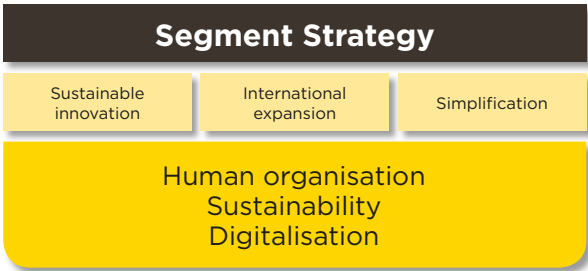 Segment Strategy
Sustainable
innovation
International
expansion
Simplification
Human organisation
Sustainability
Digitalisation